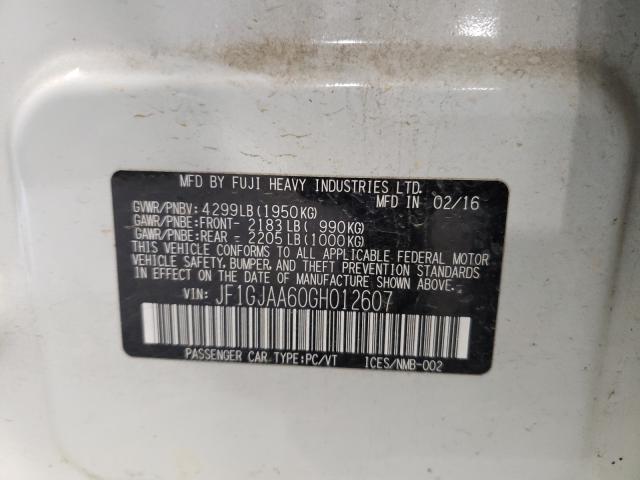 MFD BY FUJI HEAVY INDUSTRIES LTD.
MFD IN 02/16
GVWR/PNBV: 4299LB(1950KG)
GAWR/PNBE:FRONT- 2183LB( 990KG)
GAWR/PNBE:REAR - 2205LB(1000KG)
THIS VEHICLE CONFORMS TO ALL APPLICABLE FEDERAL MOTOR
VEHICLE SAFETY, BUMPER, AND THEFT PREVENTION STANDARDS
IN EFFECT ON THE DATE OF MANUFACTURE SHOWN ABOVE.
VIN: JF1GJAA60GH012607
PASSENGER CAR TYPE:PC/VT ICES/NMB-002